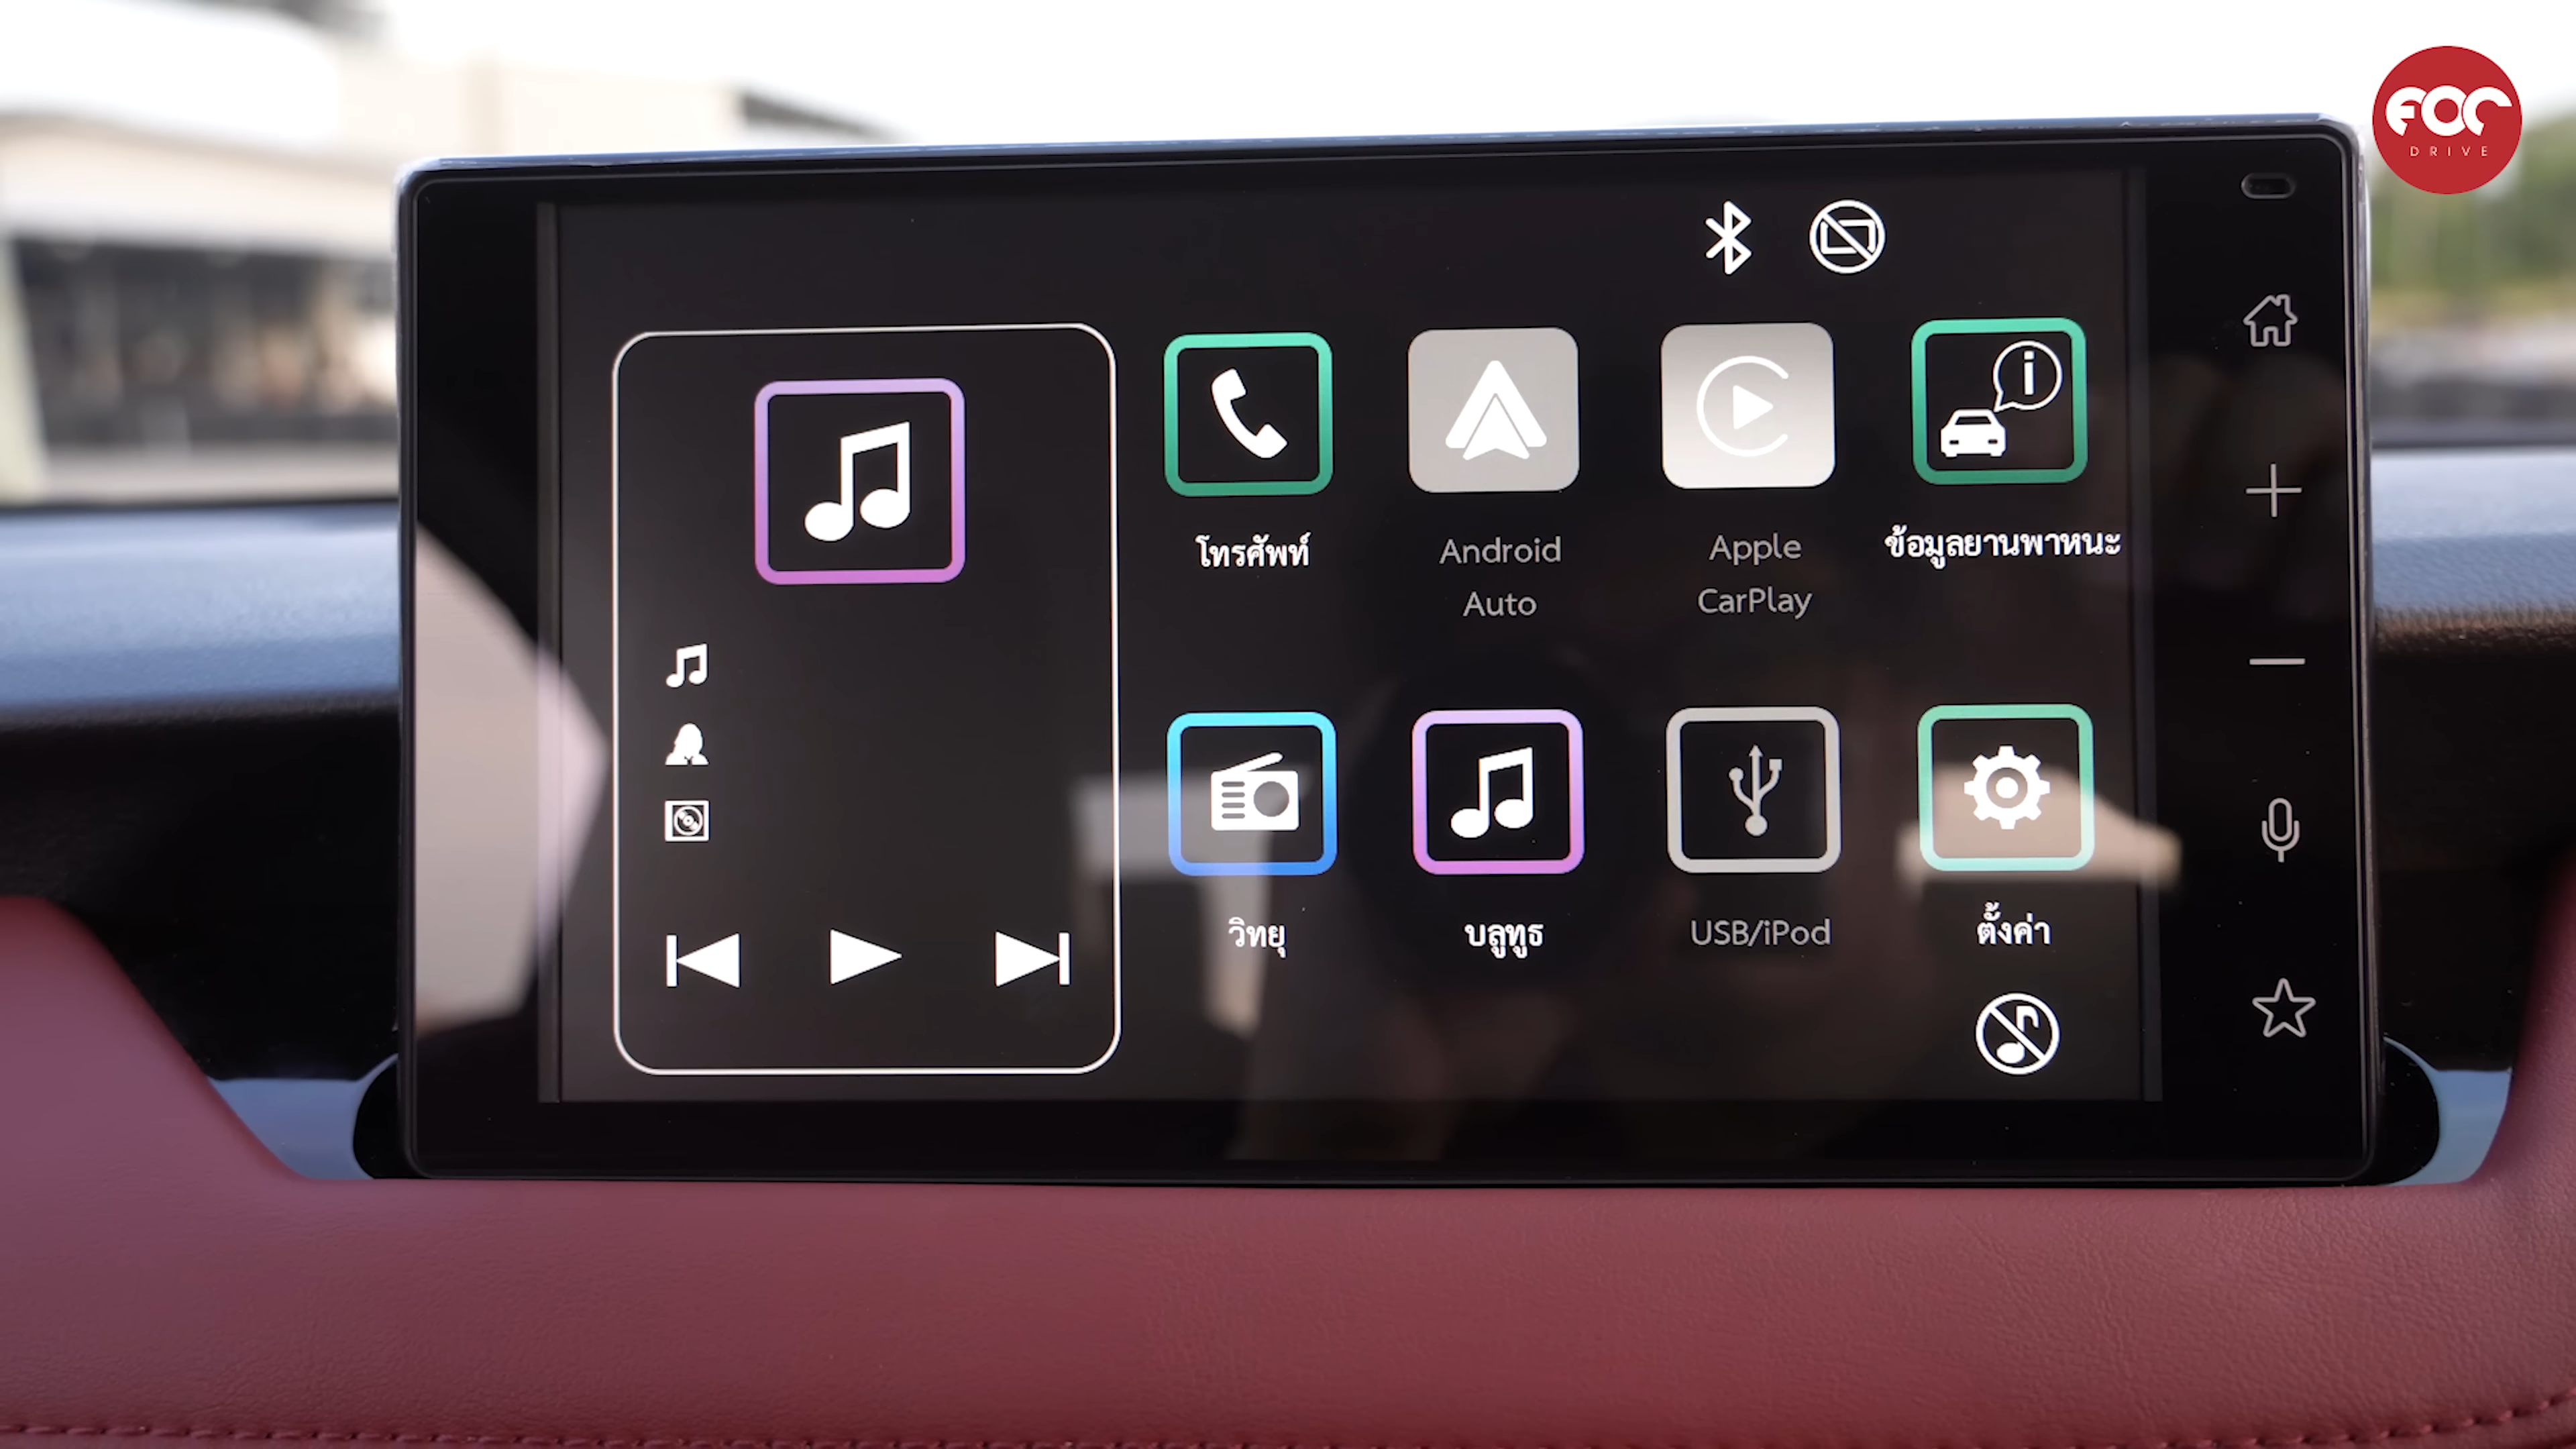 FOC
DRIVE
โทรศัพท์
Android
Auto
Apple
CarPlay
ข้อมูลยานพาหนะ
วิทยุ
บลูทูธ
USB/iPod
ตั้งค่า